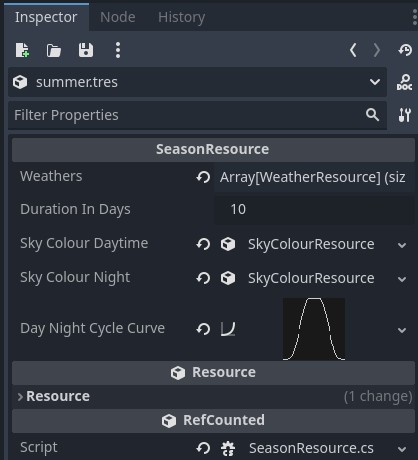 Inspector Node History
summer.tres
Filter Properties
SeasonResource
Weathers Array[WeatherResource] (siz
Duration In Days 10
Sky Colour Daytime SkyColourResource
Sky Colour Night SkyColourResource
Day Night Cycle Curve
Resource
Resource (1 change)
RefCounted
Script SeasonResource.cs